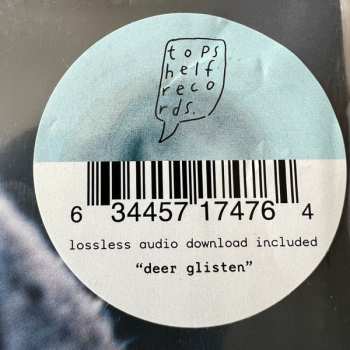 tops
helf
reco
rds.
6 34457 17476 4
lossless audio download included
“deer glisten”